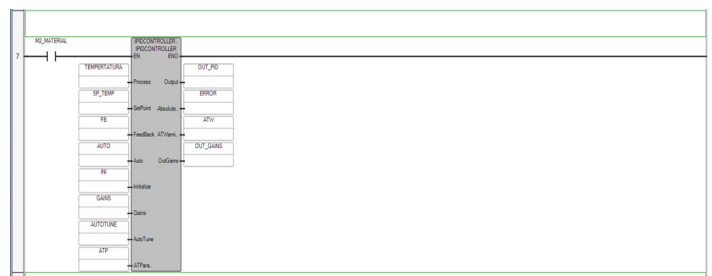 M2_MATERIAL
IPIDCONTROLLER..
IPIDCONTROLLER
7
EN ENO
TEMPERTATURA OUT_PID
Process Output
SP_TEMP ERROR
SetPoint Absolute..
FB ATW
FeedBack ATWarni..
AUTO OUT_GAINS
Auto OutGains
INI
Initialize
GAINS
Gains
AUTOTUNE
AutoTune
ATP
ATPara..